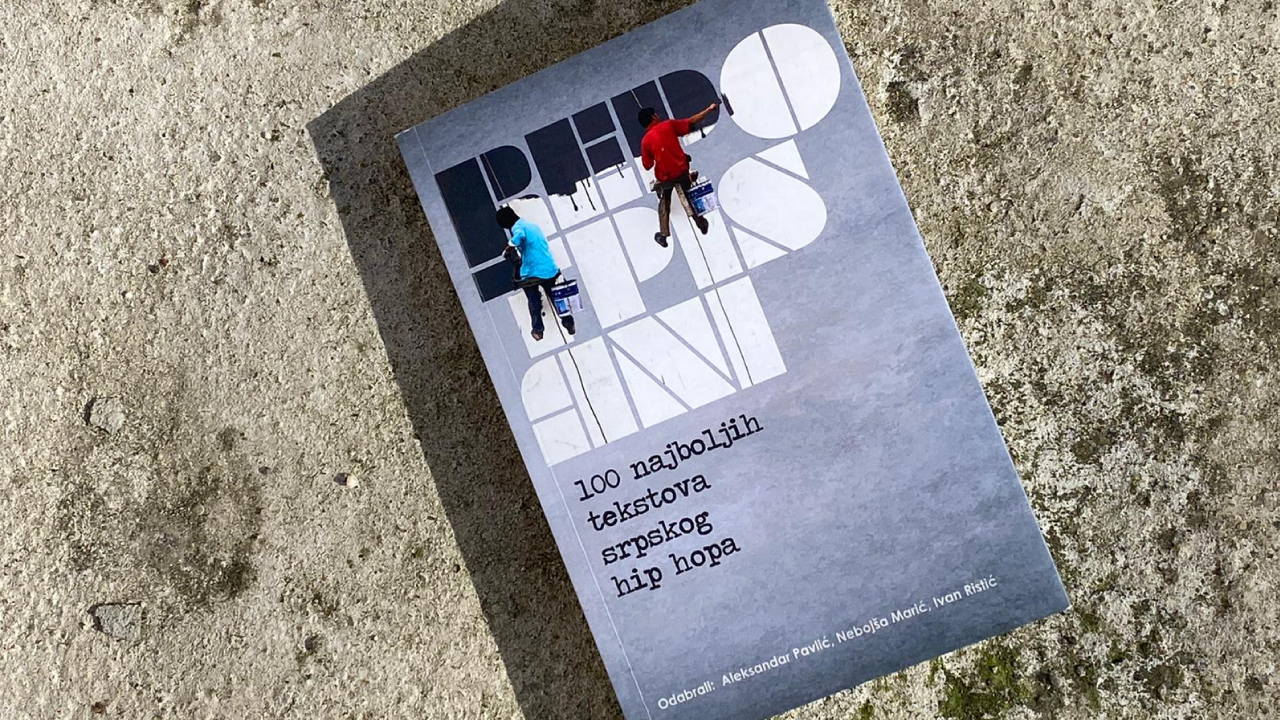 100 najboljih
tekstova
srpskog
hip hopa
Odabrali: Aleksandar Pavlić, Nebojša Marić, Ivan Ristić